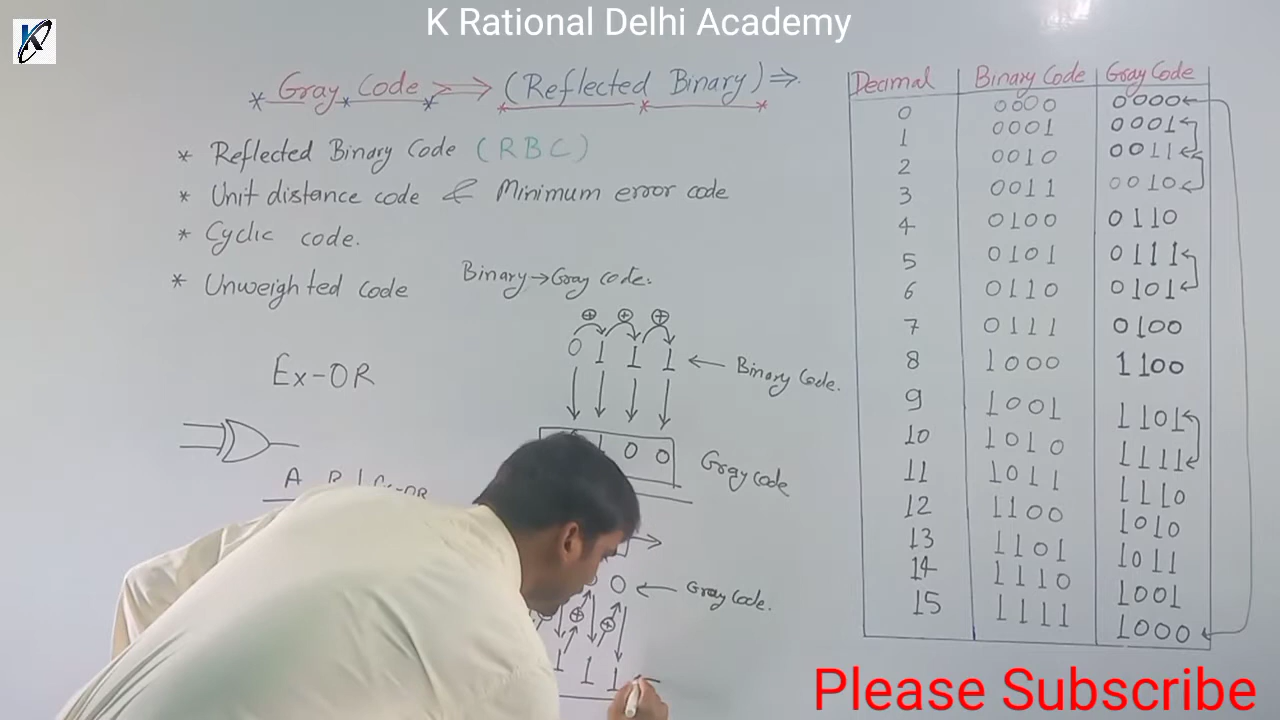 K Rational Delhi Academy
* Gray Code ⇒ (Reflected Binary) ⇒
* Reflected Binary Code (RBC)
* Unit distance code & Minimum error code
* Cyclic code.
* Unweighted code
Binary → Gray code:
⊕ ⊕ ⊕
0 1 1 1 ← Binary Code.
1 0 0 Gray code
Ex-OR
A
0 ← Gray Code.
⊕ ⊕
1 1 1
Decimal Binary Code Gray Code
0 0000 0000
1 0001 0001
2 0010 0011
3 0011 0010
4 0100 0110
5 0101 0111
6 0110 0101
7 0111 0100
8 1000 1100
9 1001 1101
10 1010 1111
11 1011 1110
12 1100 1010
13 1101 1011
14 1110 1001
15 1111 1000
Please Subscribe